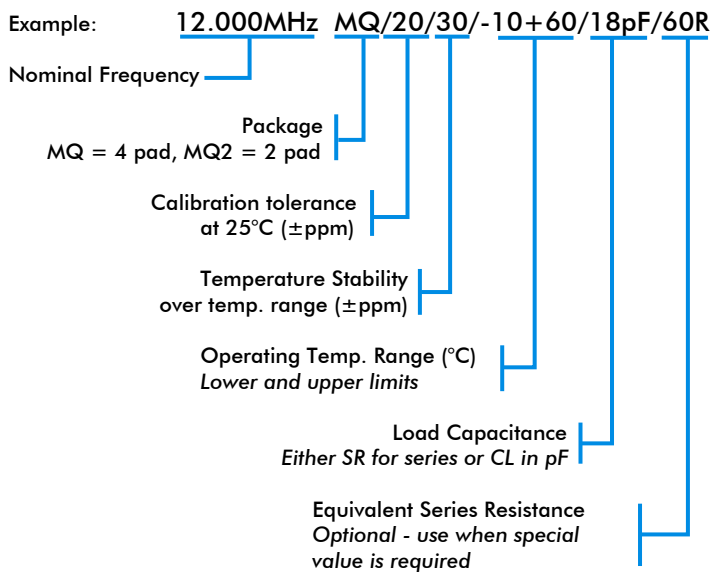 Example: 12.000MHz MQ/20/30/-10+60/18pF/60R
Nominal Frequency
Package
MQ = 4 pad, MQ2 = 2 pad
Calibration tolerance
at 25°C (±ppm)
Temperature Stability
over temp. range (±ppm)
Operating Temp. Range (°C)
Lower and upper limits
Load Capacitance
Either SR for series or CL in pF
Equivalent Series Resistance
Optional - use when special
value is required